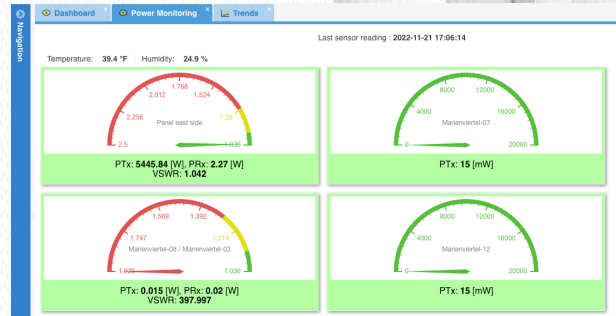 Dashboard × Power Monitoring × Trends ×
Navigation
Last sensor reading : 2022-11-21 17:06:14
Temperature: 39.4 °F Humidity: 24.9 %
1.768
2.012 1.524
2.256 1.28
Panel east side
2.5 1.036
PTx: 5445.84 [W], PRx: 2.27 [W]
VSWR: 1.042
8000 12000
4000 16000
Marienviertel-07
0 20000
PTx: 15 [mW]
1.569 1.392
1.747 1.214
Marienviertel-08 / Marienviertel-03
1.925 1.036
PTx: 0.015 [W], PRx: 0.02 [W]
VSWR: 397.997
8000 12000
4000 16000
Marienviertel-12
0 20000
PTx: 15 [mW]